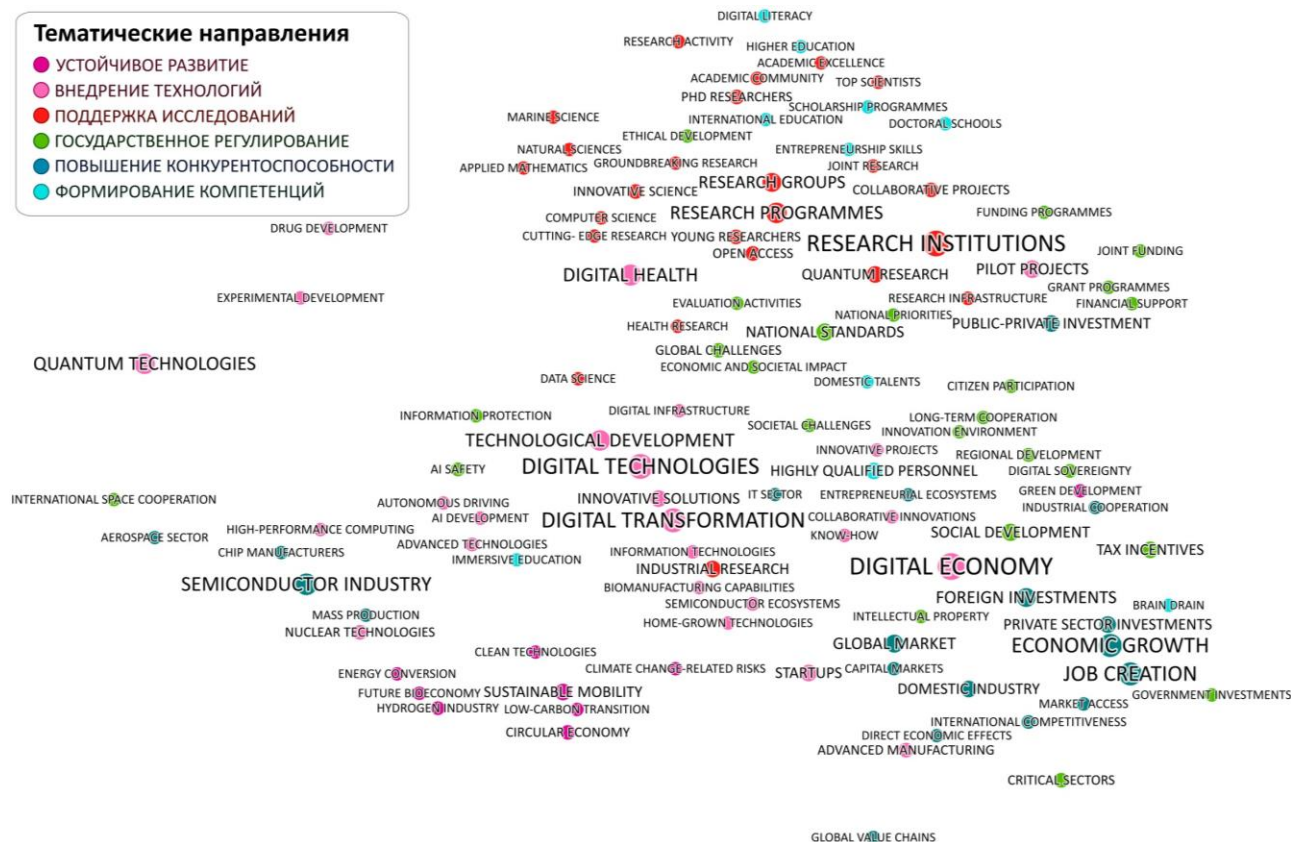 Тематические направления
УСТОЙЧИВОЕ РАЗВИТИЕ
ВНЕДРЕНИЕ ТЕХНОЛОГИЙ
ПОДДЕРЖКА ИССЛЕДОВАНИЙ
ГОСУДАРСТВЕННОЕ РЕГУЛИРОВАНИЕ
ПОВЫШЕНИЕ КОНКУРЕНТОСПОСОБНОСТИ
ФОРМИРОВАНИЕ КОМПЕТЕНЦИЙ
DIGITAL LITERACY
RESEARCH ACTIVITY
HIGHER EDUCATION
ACADEMIC EXCELLENCE
ACADEMIC COMMUNITY
TOP SCIENTISTS
PHD RESEARCHERS
SCHOLARSHIP PROGRAMMES
MARINE SCIENCE
INTERNATIONAL EDUCATION
DOCTORAL SCHOOLS
ETHICAL DEVELOPMENT
NATURAL SCIENCES
ENTREPRENEURSHIP SKILLS
APPLIED MATHEMATICS
GROUNDBREAKING RESEARCH
JOINT RESEARCH
RESEARCH GROUPS
INNOVATIVE SCIENCE
COLLABORATIVE PROJECTS
COMPUTER SCIENCE
RESEARCH PROGRAMMES
FUNDING PROGRAMMES
DRUG DEVELOPMENT
CUTTING- EDGE RESEARCH
YOUNG RESEARCHERS
RESEARCH INSTITUTIONS
OPEN ACCESS
JOINT FUNDING
DIGITAL HEALTH
QUANTUM RESEARCH
PILOT PROJECTS
GRANT PROGRAMMES
EXPERIMENTAL DEVELOPMENT
EVALUATION ACTIVITIES
RESEARCH INFRASTRUCTURE
FINANCIAL SUPPORT
NATIONAL PRIORITIES
HEALTH RESEARCH
NATIONAL STANDARDS
PUBLIC-PRIVATE INVESTMENT
GLOBAL CHALLENGES
QUANTUM TECHNOLOGIES
ECONOMIC AND SOCIETAL IMPACT
DATA SCIENCE
DOMESTIC TALENTS
CITIZEN PARTICIPATION
INFORMATION PROTECTION
DIGITAL INFRASTRUCTURE
SOCIETAL CHALLENGES
LONG-TERM COOPERATION
INNOVATION ENVIRONMENT
TECHNOLOGICAL DEVELOPMENT
INNOVATIVE PROJECTS
REGIONAL DEVELOPMENT
AI SAFETY
DIGITAL TECHNOLOGIES
HIGHLY QUALIFIED PERSONNEL
DIGITAL SOVEREIGNTY
INTERNATIONAL SPACE COOPERATION
AUTONOMOUS DRIVING
INNOVATIVE SOLUTIONS
IT SECTOR
ENTREPRENEURIAL ECOSYSTEMS
GREEN DEVELOPMENT
INDUSTRIAL COOPERATION
AI DEVELOPMENT
DIGITAL TRANSFORMATION
COLLABORATIVE INNOVATIONS
AEROSPACE SECTOR
HIGH-PERFORMANCE COMPUTING
KNOW-HOW
SOCIAL DEVELOPMENT
CHIP MANUFACTURERS
ADVANCED TECHNOLOGIES
INFORMATION TECHNOLOGIES
TAX INCENTIVES
IMMERSIVE EDUCATION
INDUSTRIAL RESEARCH
DIGITAL ECONOMY
SEMICONDUCTOR INDUSTRY
BIOMANUFACTURING CAPABILITIES
FOREIGN INVESTMENTS
SEMICONDUCTOR ECOSYSTEMS
BRAIN DRAIN
MASS PRODUCTION
INTELLECTUAL PROPERTY
HOME-GROWN TECHNOLOGIES
PRIVATE SECTOR INVESTMENTS
NUCLEAR TECHNOLOGIES
GLOBAL MARKET
ECONOMIC GROWTH
CLEAN TECHNOLOGIES
ENERGY CONVERSION
CLIMATE CHANGE-RELATED RISKS
STARTUPS
CAPITAL MARKETS
JOB CREATION
FUTURE BIOECONOMY
SUSTAINABLE MOBILITY
DOMESTIC INDUSTRY
GOVERNMENT INVESTMENTS
HYDROGEN INDUSTRY
LOW-CARBON TRANSITION
MARKET ACCESS
CIRCULAR ECONOMY
INTERNATIONAL COMPETITIVENESS
DIRECT ECONOMIC EFFECTS
ADVANCED MANUFACTURING
CRITICAL SECTORS
GLOBAL VALUE CHAINS